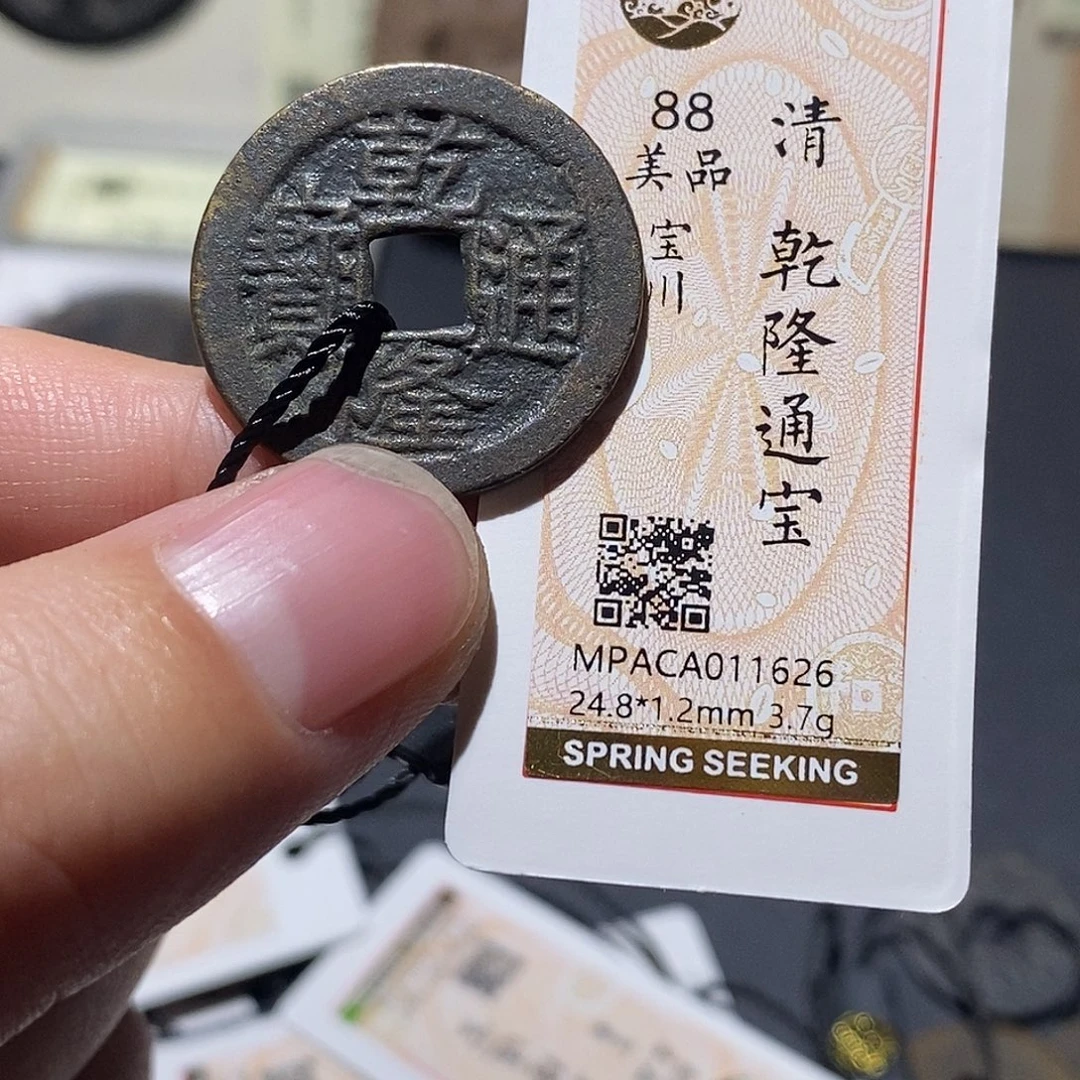 乾隆通寳
88
美品
宝川
清 乾隆通宝
MPACA011626
24.8*1.2mm 3.7g
SPRING SEEKING